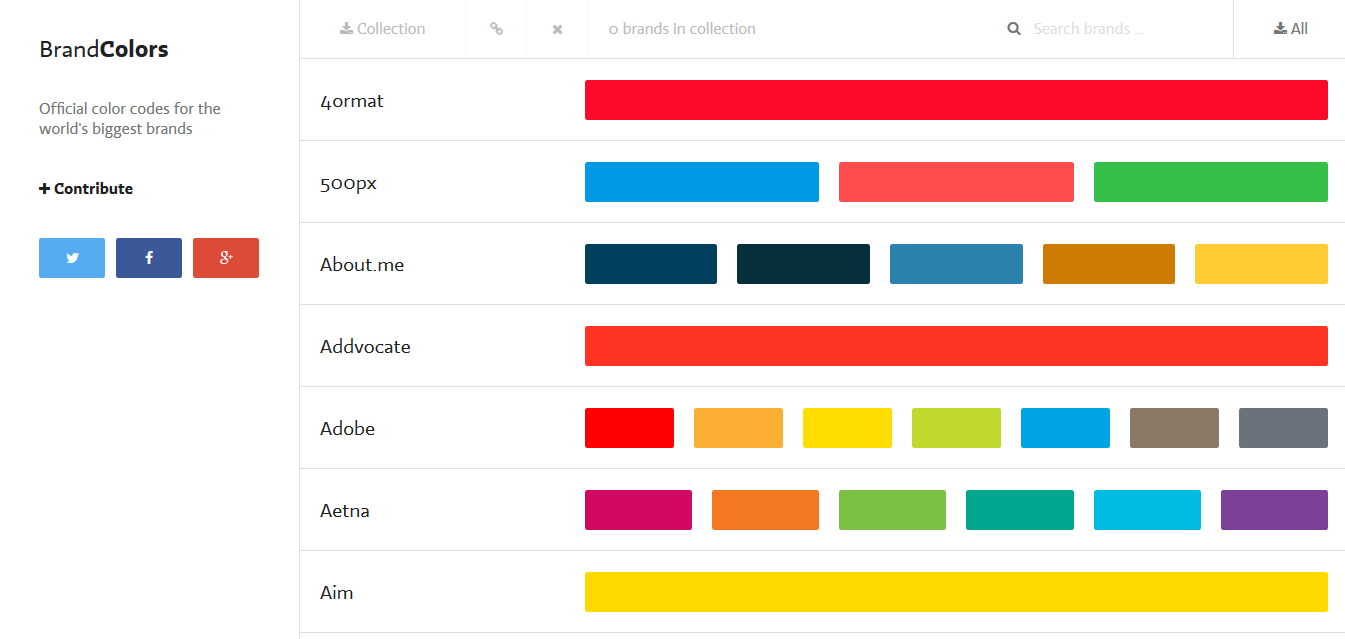 BrandColors
Official color codes for the
world's biggest brands
Contribute
Collection
0 brands in collection
Search brands ...
All
4ormat
500px
About.me
Addvocate
Adobe
Aetna
Aim